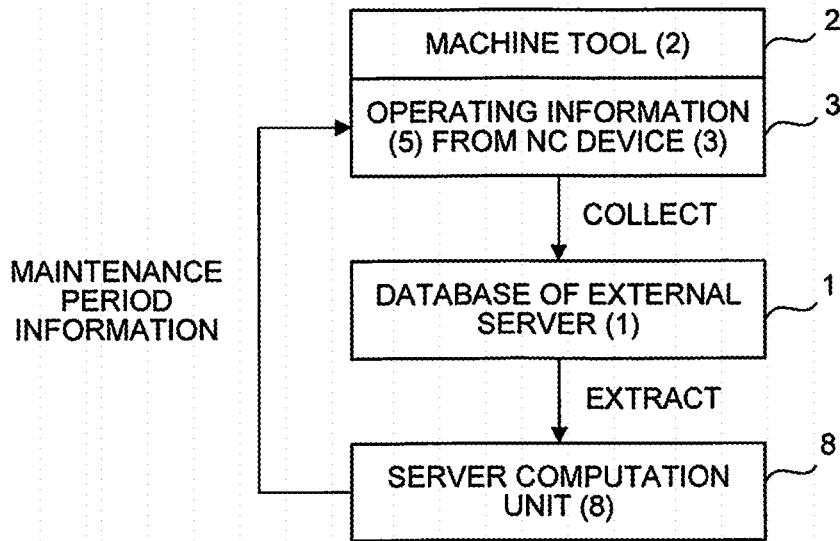 MACHINE TOOL (2)
2
OPERATING INFORMATION
(5) FROM NC DEVICE (3)
3
COLLECT
MAINTENANCE
PERIOD
INFORMATION
DATABASE OF EXTERNAL
SERVER (1)
1
EXTRACT
SERVER COMPUTATION
UNIT (8)
8